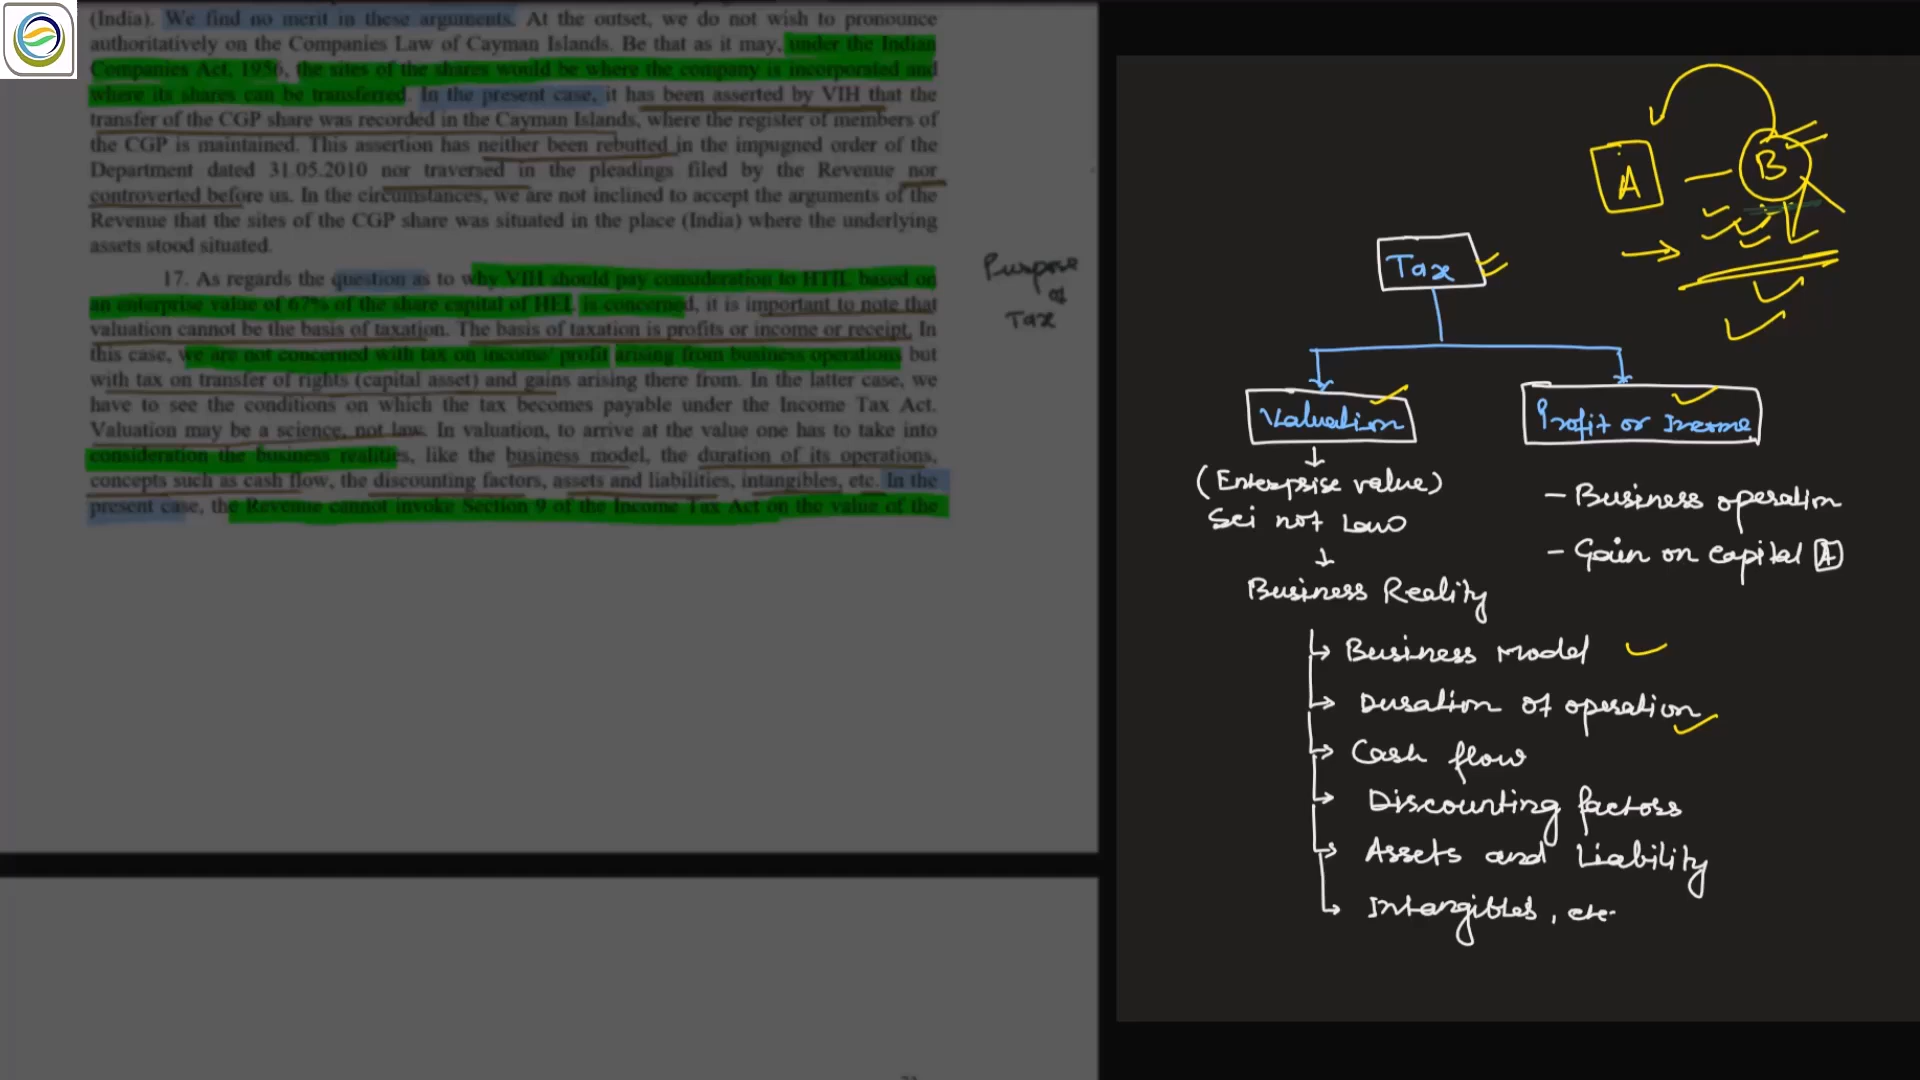 (India). We find no merit in these arguments. At the outset, we do not wish to pronounce
authoritatively on the Companies Law of Cayman Islands. Be that as it may, under the Indian
Companies Act, 1956, the sites of the shares would be where the company is incorporated and
where its shares can be transferred. In the present case, it has been asserted by VIH that the
transfer of the CGP share was recorded in the Cayman Islands, where the register of members of
the CGP is maintained. This assertion has neither been rebutted in the impugned order of the
Department dated 31.05.2010 nor traversed in the pleadings filed by the Revenue nor
controverted before us. In the circumstances, we are not inclined to accept the arguments of the
Revenue that the sites of the CGP share was situated in the place (India) where the underlying
assets stood situated.
17. As regards the question as to why VIH should pay consideration to HTIL based on
an enterprise value of 67% of the share capital of HEL is concerned, it is important to note that
valuation cannot be the basis of taxation. The basis of taxation is profits or income or receipt. In
this case, we are not concerned with tax on income/ profit arising from business operations but
with tax on transfer of rights (capital asset) and gains arising there from. In the latter case, we
have to see the conditions on which the tax becomes payable under the Income Tax Act.
Valuation may be a science, not law. In valuation, to arrive at the value one has to take into
consideration the business realities, like the business model, the duration of its operations,
concepts such as cash flow, the discounting factors, assets and liabilities, intangibles, etc. In the
present case, the Revenue cannot invoke Section 9 of the Income Tax Act on the value of the
Purpose
of
Tax
A
B
Tax
Valuation
Profit or Income
(Enterprise value)
Sci not Law
Business Reality
Business model
Duration of operation
Cash flow
Discounting factors
Assets and Liability
Intangibles, etc.
- Business operation
- Gain on Capital A